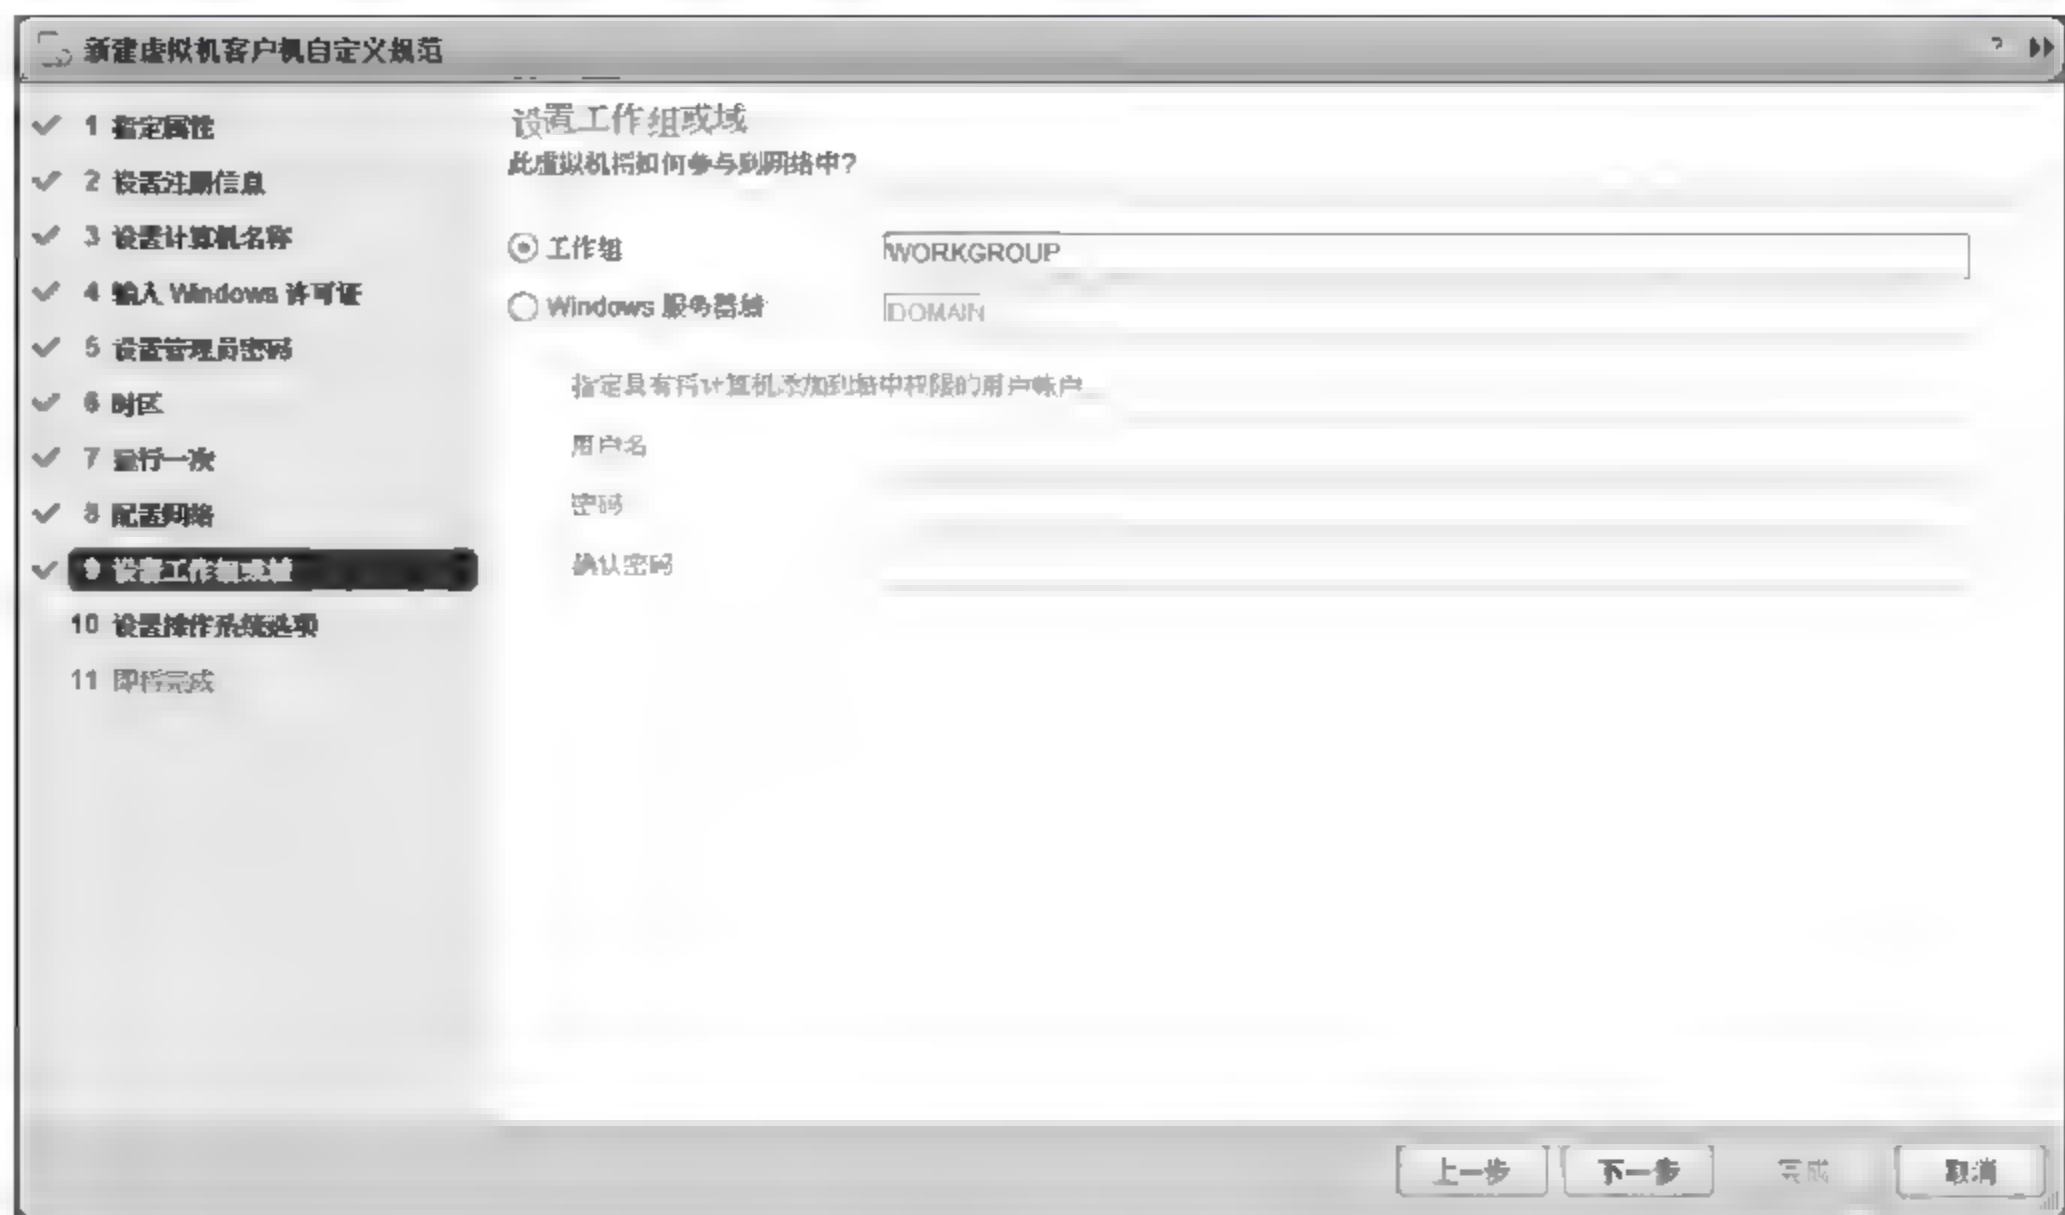 新建虚拟机客户机自定义规范
?
1 指定属性
2 设置注册信息
3 设置计算机名称
4 输入 Windows 许可证
5 设置管理员密码
6 时区
7 运行一次
8 配置网络
9 设置工作组或域
10 设置操作系统选项
11 即将完成
设置工作组或域
此虚拟机将如何参与到网络中?
工作组 WORKGROUP
Windows 服务器域 DOMAIN
指定具有将计算机添加到域中权限的用户帐户
用户名
密码
确认密码
上一步 下一步 完成 取消